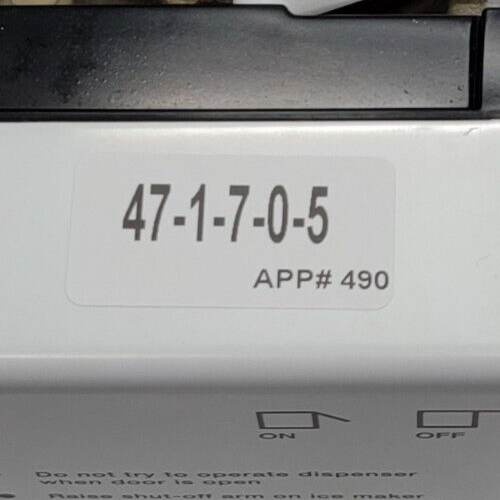 47-1-7-0-5
APP# 490
ON OFF
Do not try to operate dispenser
when door is open
Raise shut-off arm on ice maker